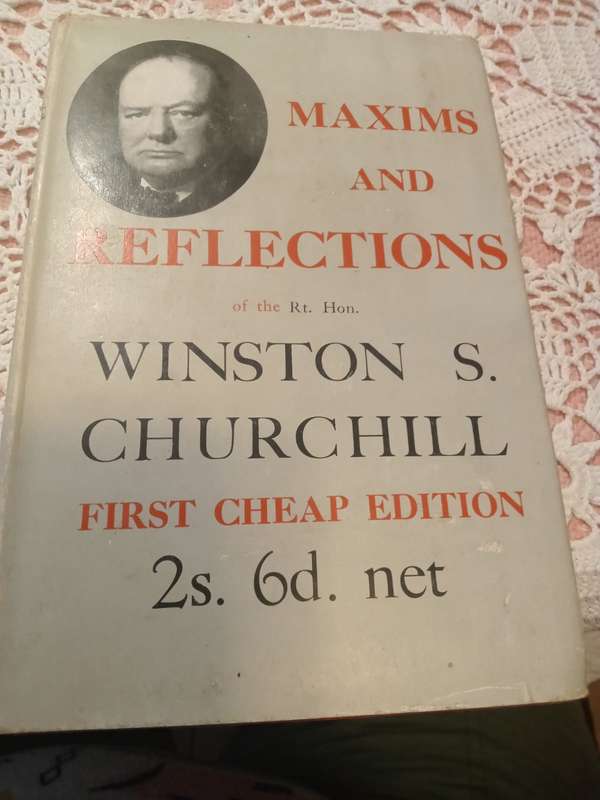 MAXIMS
AND
REFLECTIONS
of the Rt. Hon.
WINSTON S.
CHURCHILL
FIRST CHEAP EDITION
2s. 6d. net